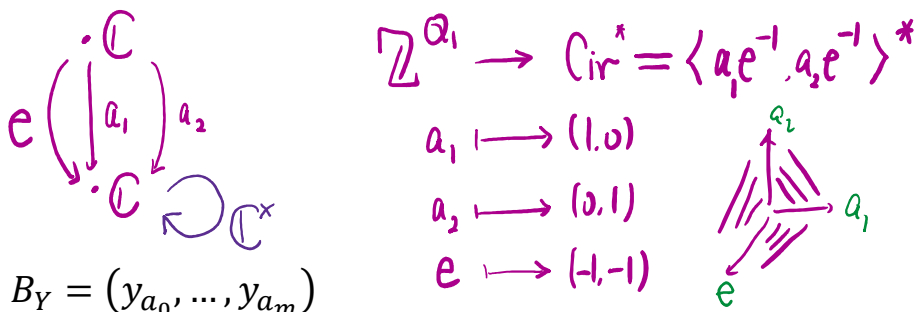 · ℂ
e a₁ a₂
· ℂ
ℂ^×
B_Y = (y_{a_0}, ..., y_{a_m})
ℤ^{Q₁} ⟶ Cir^* = ⟨a₁e^{-1}, a₂e^{-1}⟩^*
a₁ ⟼ (1,0)
a₂ ⟼ (0,1)
e ⟼ (-1,-1)
a₂
a₁
e